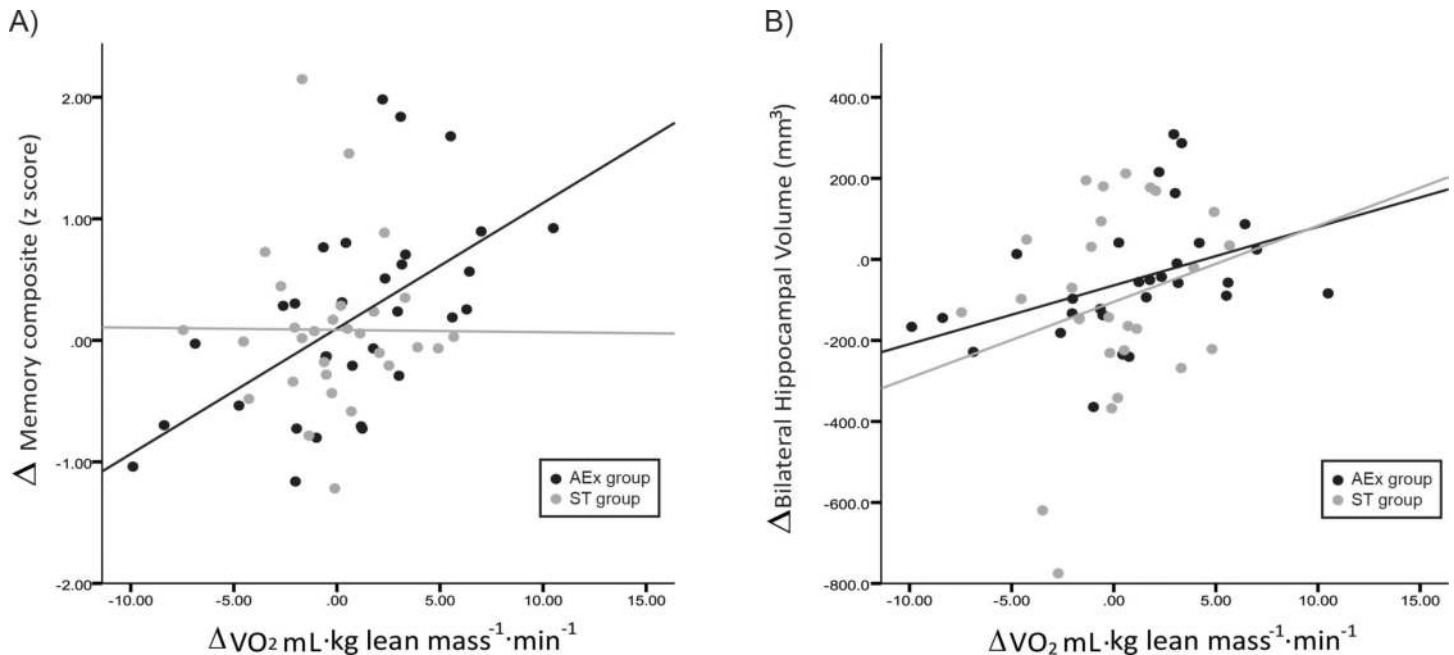 A)
Δ Memory composite (z score)
2.00
1.00
.00
-1.00
-2.00
-10.00 -5.00 .00 5.00 10.00 15.00
AEx group
ST group
ΔVO₂ mL·kg lean mass⁻¹·min⁻¹
B)
ΔBilateral Hippocampal Volume (mm³)
400.0
200.0
.0
-200.0
-400.0
-600.0
-800.0
-10.00 -5.00 .00 5.00 10.00 15.00
AEx group
ST group
ΔVO₂ mL·kg lean mass⁻¹·min⁻¹